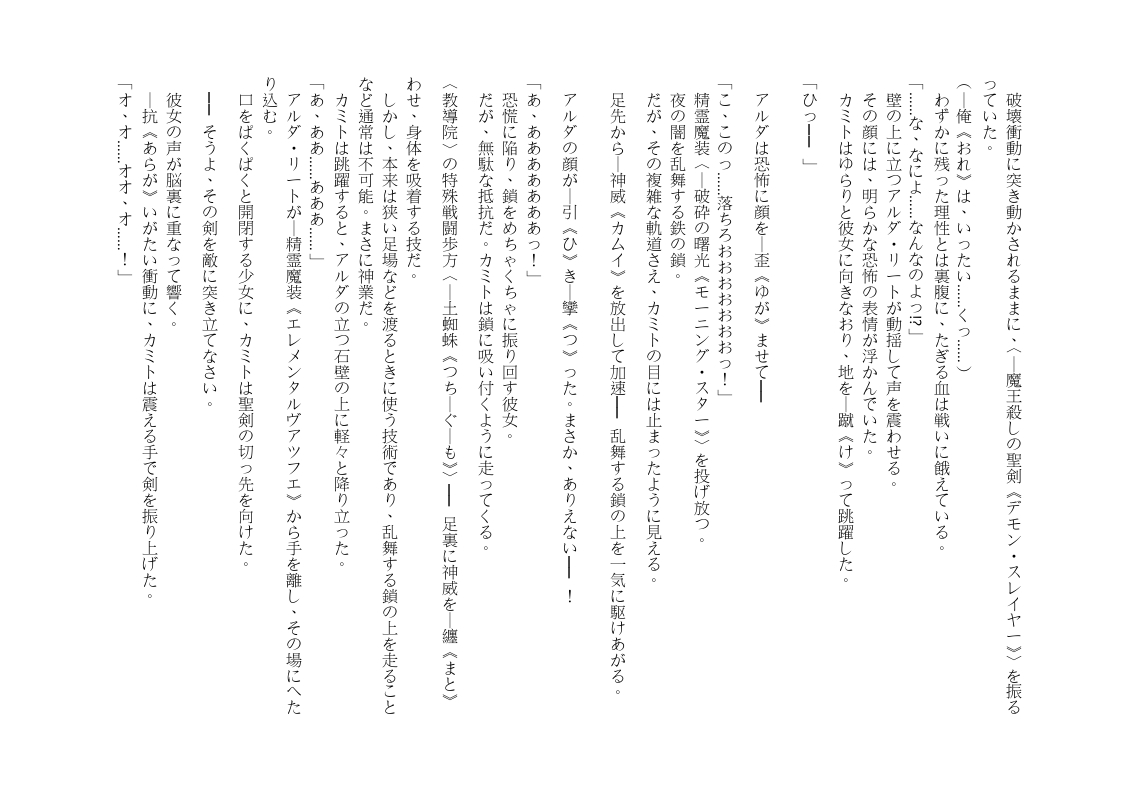 破壊衝動に突き動かされるままに、〈―魔王殺しの聖剣《デモン・スレイヤー》〉を振る
っていた。
（―俺《おれ》は、いったい……くっ……）
わずかに残った理性とは裏腹に、たぎる血は戦いに餓えている。
「……な、なによ……なんなのよっ!?」
壁の上に立つアルダ・リートが動揺して声を震わせる。
その顔には、明らかな恐怖の表情が浮かんでいた。
カミトはゆらりと彼女に向きなおり、地を―蹴《け》って跳躍した。
「ひっ━━ 」
アルダは恐怖に顔を―歪《ゆが》ませて━━
「こ、このっ……落ちろおおおおおおおっ！」
精霊魔装〈―破砕の曙光《モーニング・スター》〉を投げ放つ。
夜の闇を乱舞する鉄の鎖。
だが、その複雑な軌道さえ、カミトの目には止まったように見える。
足先から―神威《カムイ》を放出して加速━━ 乱舞する鎖の上を一気に駆けあがる。
アルダの顔が―引《ひ》き―攣《つ》った。まさか、ありえない━━ ！
「あ、ああああああああっ！」
恐慌に陥り、鎖をめちゃくちゃに振り回す彼女。
だが、無駄な抵抗だ。カミトは鎖に吸い付くように走ってくる。
〈教導院〉の特殊戦闘歩方〈―土蜘蛛《つち―ぐ―も》〉━━ 足裏に神威を―纏《まと》
わせ、身体を吸着する技だ。
しかし、本来は狭い足場などを渡るときに使う技術であり、乱舞する鎖の上を走ること
など通常は不可能。まさに神業だ。
カミトは跳躍すると、アルダの立つ石壁の上に軽々と降り立った。
「あ、ああ……あああ……」
アルダ・リートが―精霊魔装《エレメンタルヴアツフエ》から手を離し、その場にへた
り込む。
口をぱくぱくと開閉する少女に、カミトは聖剣の切っ先を向けた。
━━ そうよ、その剣を敵に突き立てなさい。
彼女の声が脳裏に重なって響く。
―抗《あらが》いがたい衝動に、カミトは震える手で剣を振り上げた。
「オ、オ……オオ、オ……！」